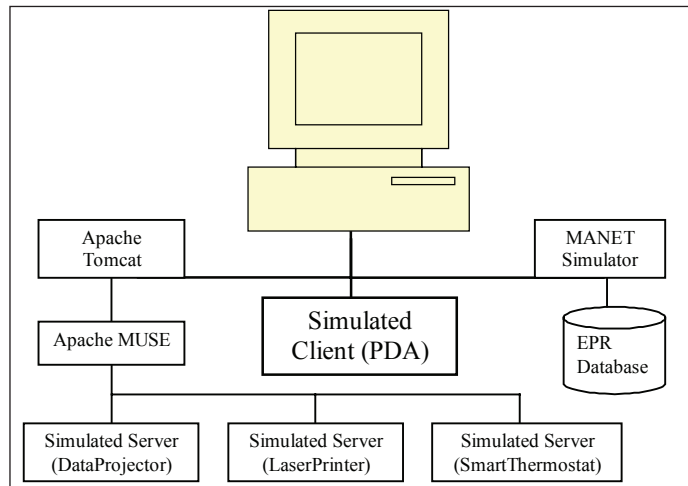 Apache
Tomcat
MANET
Simulator
Simulated
Client (PDA)
Apache MUSE
EPR
Database
Simulated Server
(DataProjector)
Simulated Server
(LaserPrinter)
Simulated Server
(SmartThermostat)